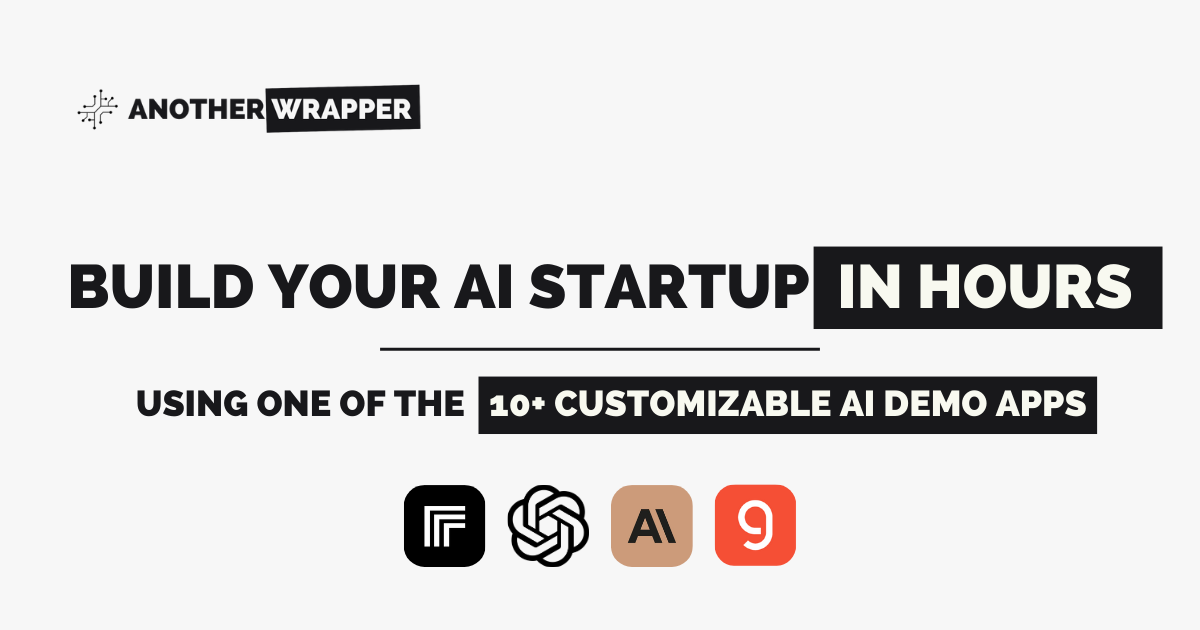 ANOTHER WRAPPER
BUILD YOUR AI STARTUP IN HOURS
USING ONE OF THE 10+ CUSTOMIZABLE AI DEMO APPS